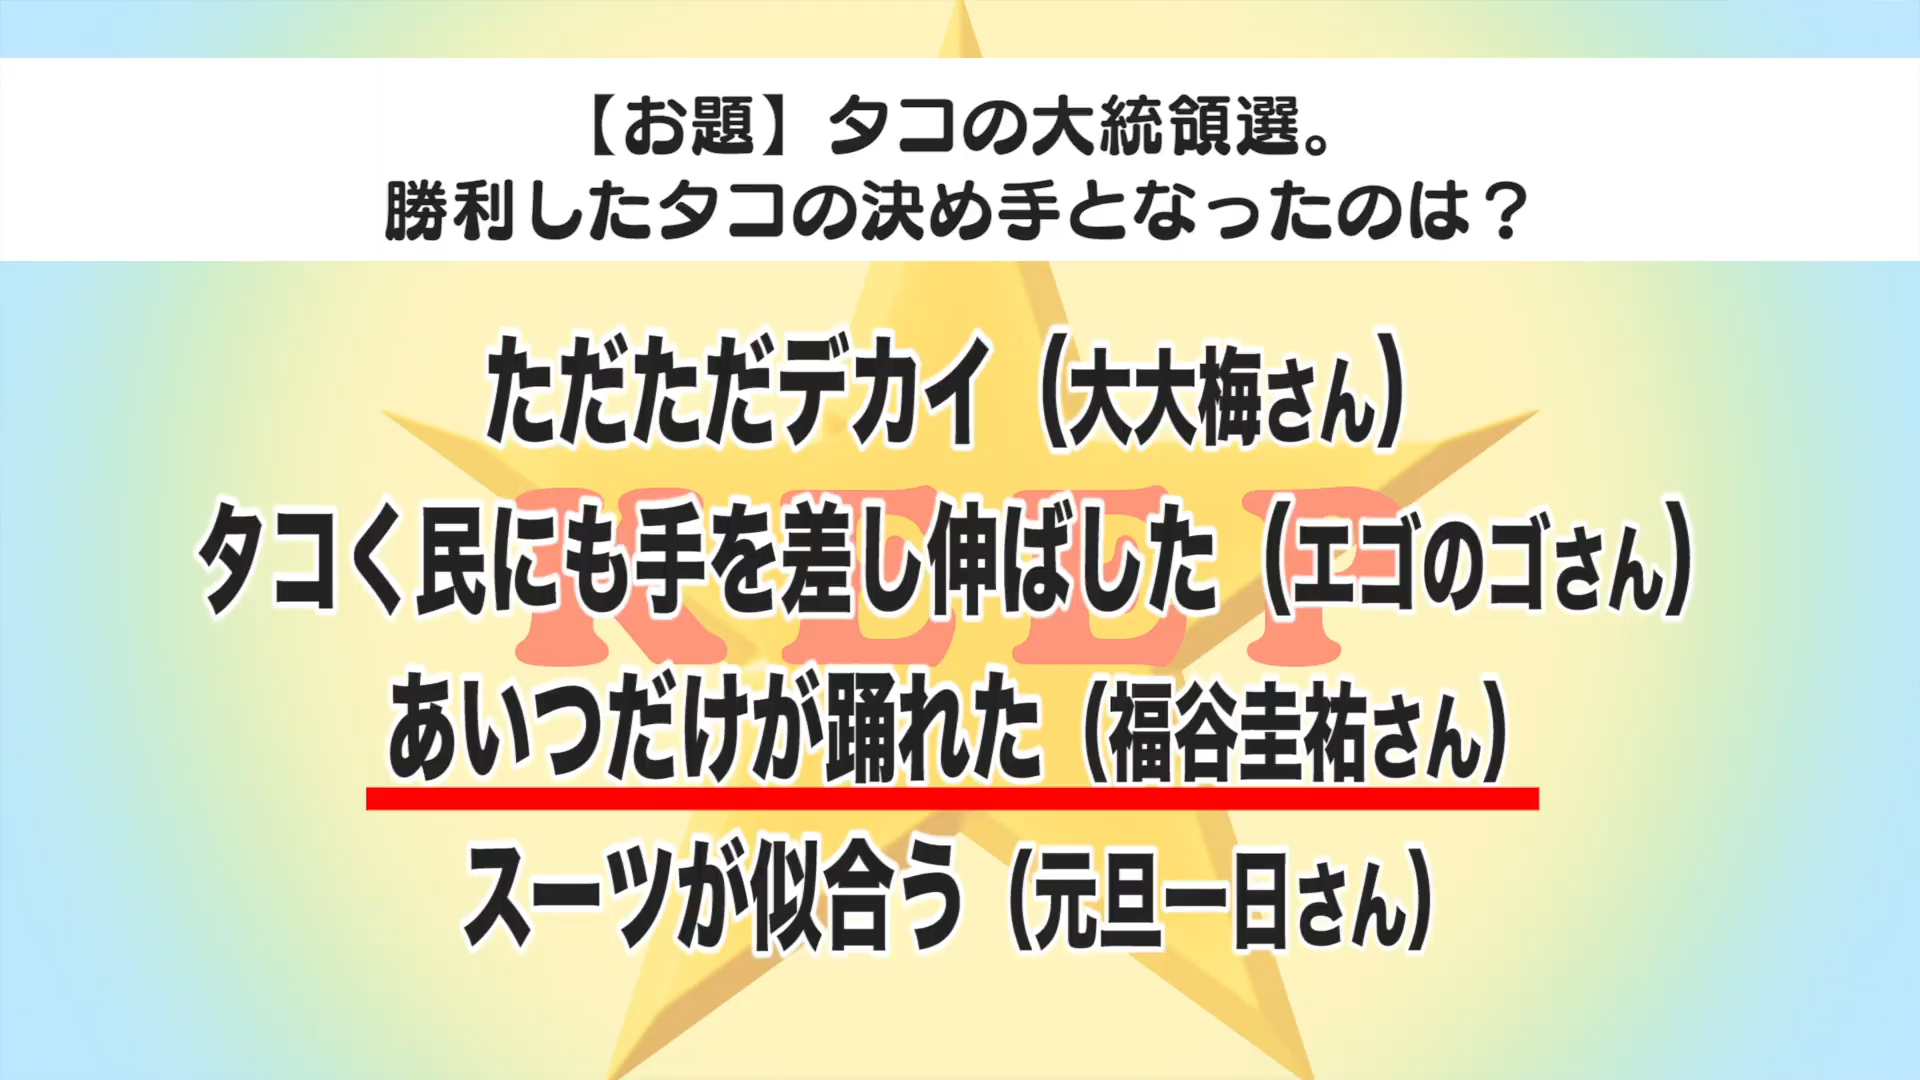 【お題】タコの大統領選。
勝利したタコの決め手となったのは？
ただただデカイ（大大梅さん）
タコく民にも手を差し伸ばした（エゴのゴさん）
あいつだけが踊れた（福谷圭祐さん）
スーツが似合う（元旦一日さん）
KEEP